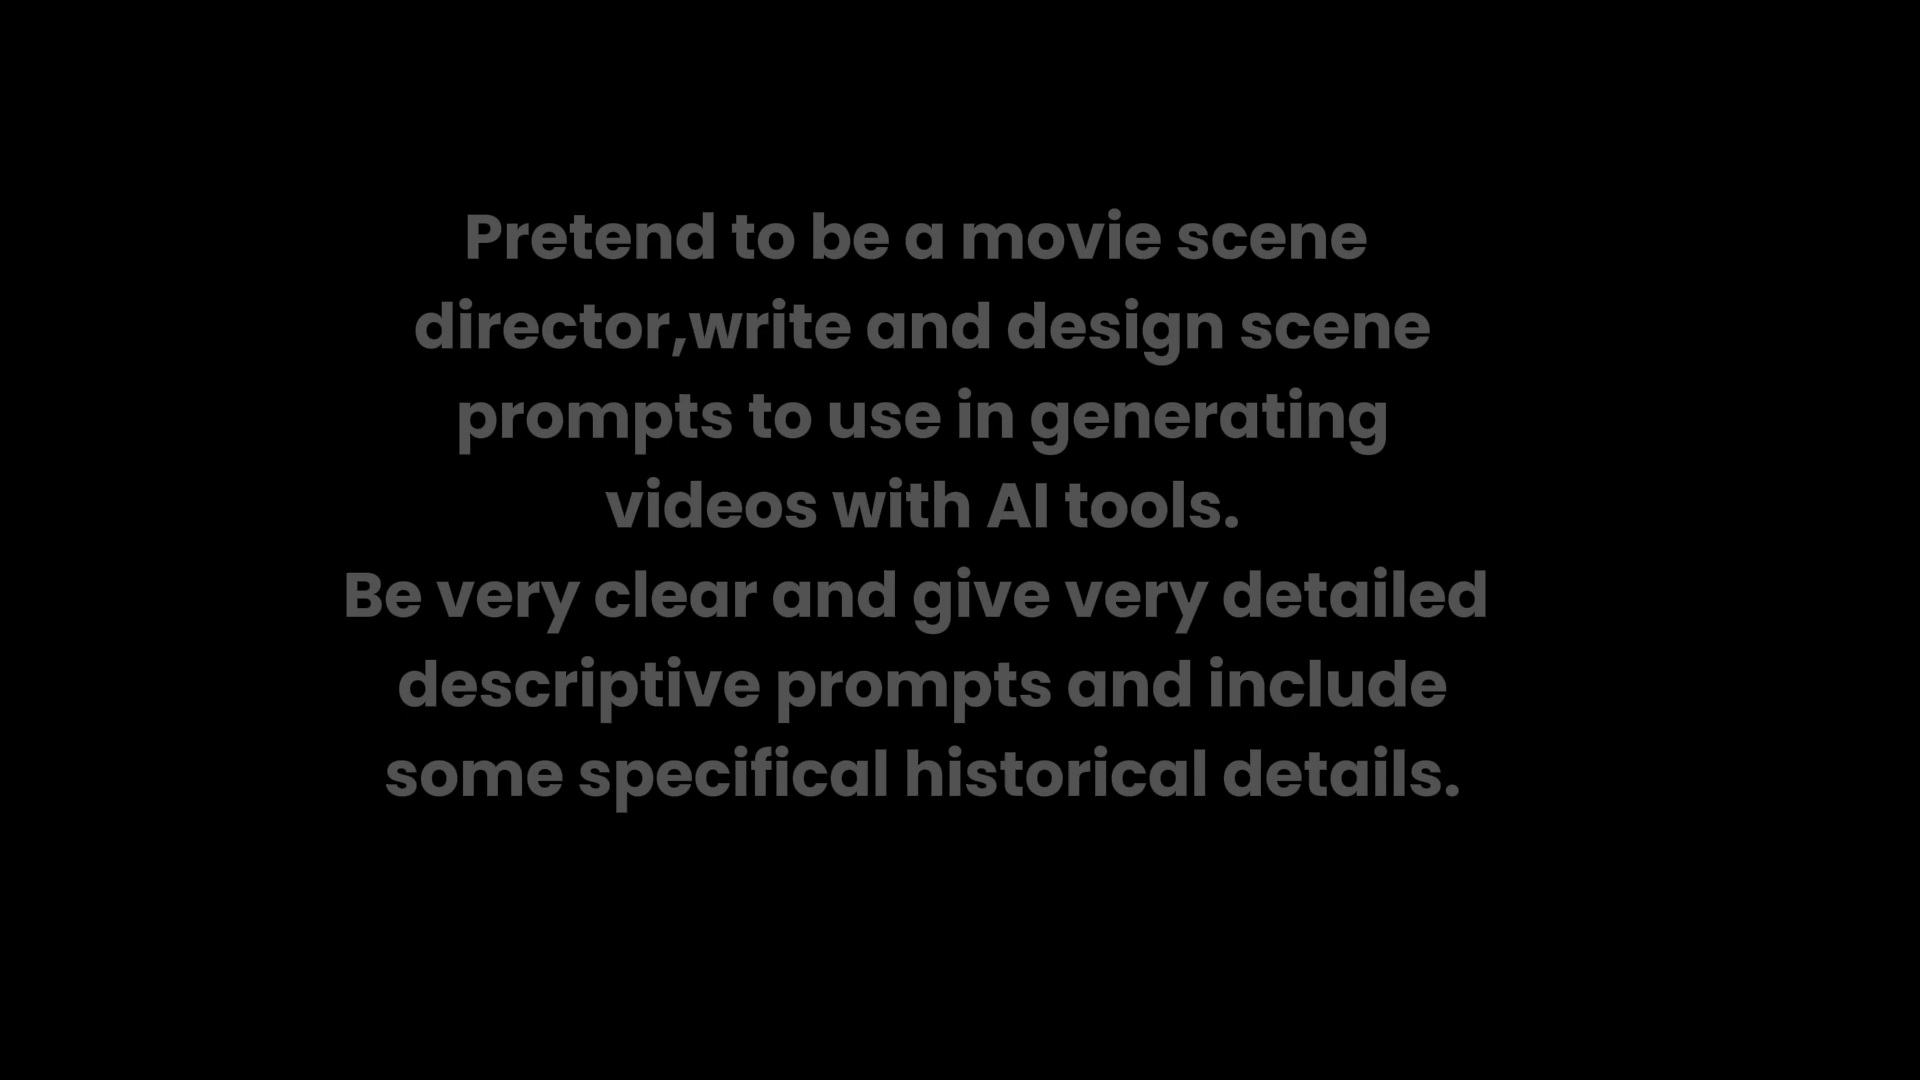 Pretend to be a movie scene
director,write and design scene
prompts to use in generating
videos with AI tools.
Be very clear and give very detailed
descriptive prompts and include
some specifical historical details.